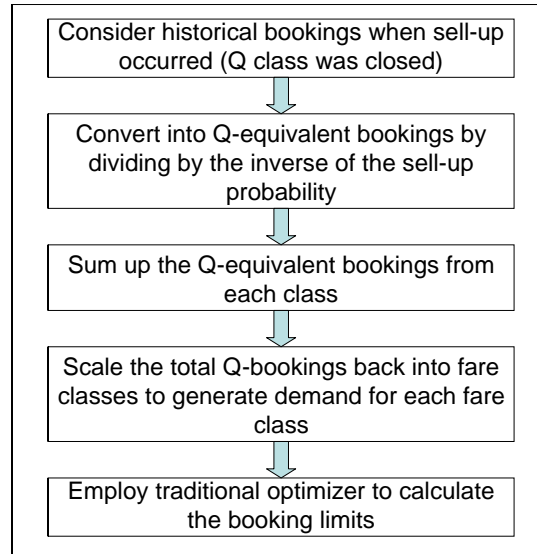 Consider historical bookings when sell-up
occurred (Q class was closed)
Convert into Q-equivalent bookings by
dividing by the inverse of the sell-up
probability
Sum up the Q-equivalent bookings from
each class
Scale the total Q-bookings back into fare
classes to generate demand for each fare
class
Employ traditional optimizer to calculate
the booking limits